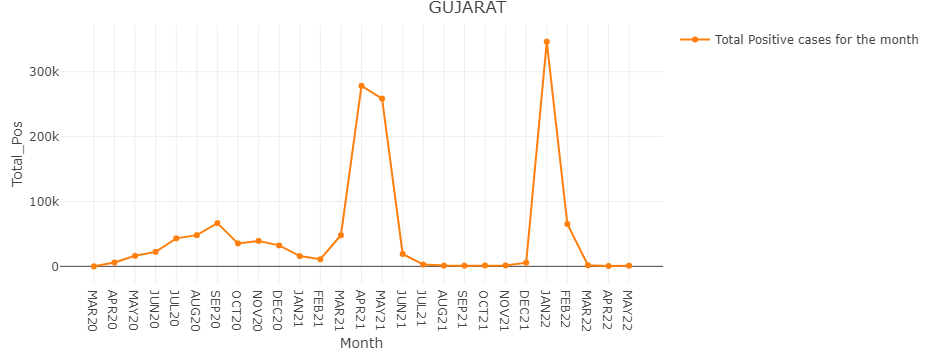 GUJARAT
Total Positive cases for the month
Total_Pos
300k
200k
100k
0
MAR20
APR20
MAY20
JUN20
JUL20
AUG20
SEP20
OCT20
NOV20
DEC20
JAN21
FEB21
MAR21
APR21
MAY21
JUN21
JUL21
AUG21
SEP21
OCT21
NOV21
DEC21
JAN22
FEB22
MAR22
APR22
MAY22
Month